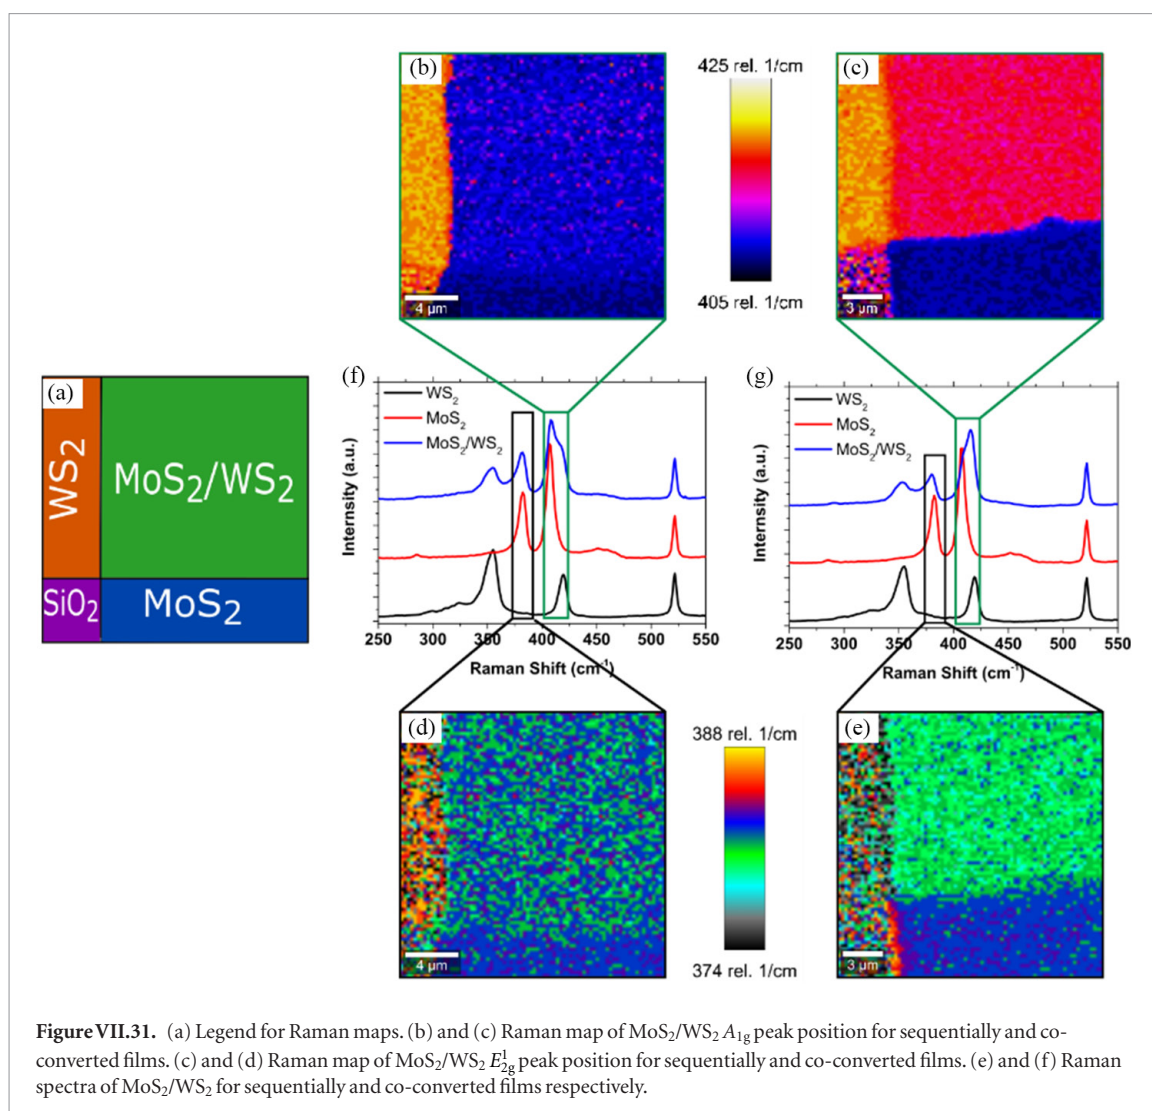 (b)
425 rel. 1/cm
(c)
4 µm
405 rel. 1/cm
3 µm
(a)
WS₂
MoS₂/WS₂
SiO₂
MoS₂
(f)
WS₂
MoS₂
MoS₂/WS₂
Internsity (a.u.)
250 300 350 400 450 500 550
Raman Shift (cm⁻¹)
(g)
WS₂
MoS₂
MoS₂/WS₂
Intensity (a.u.)
250 300 350 400 450 500 550
Raman Shift (cm⁻¹)
(d)
388 rel. 1/cm
(e)
4 µm
374 rel. 1/cm
3 µm
Figure VII.31. (a) Legend for Raman maps. (b) and (c) Raman map of MoS₂/WS₂ A₁g peak position for sequentially and co-
converted films. (c) and (d) Raman map of MoS₂/WS₂ E¹₂g peak position for sequentially and co-converted films. (e) and (f) Raman
spectra of MoS₂/WS₂ for sequentially and co-converted films respectively.